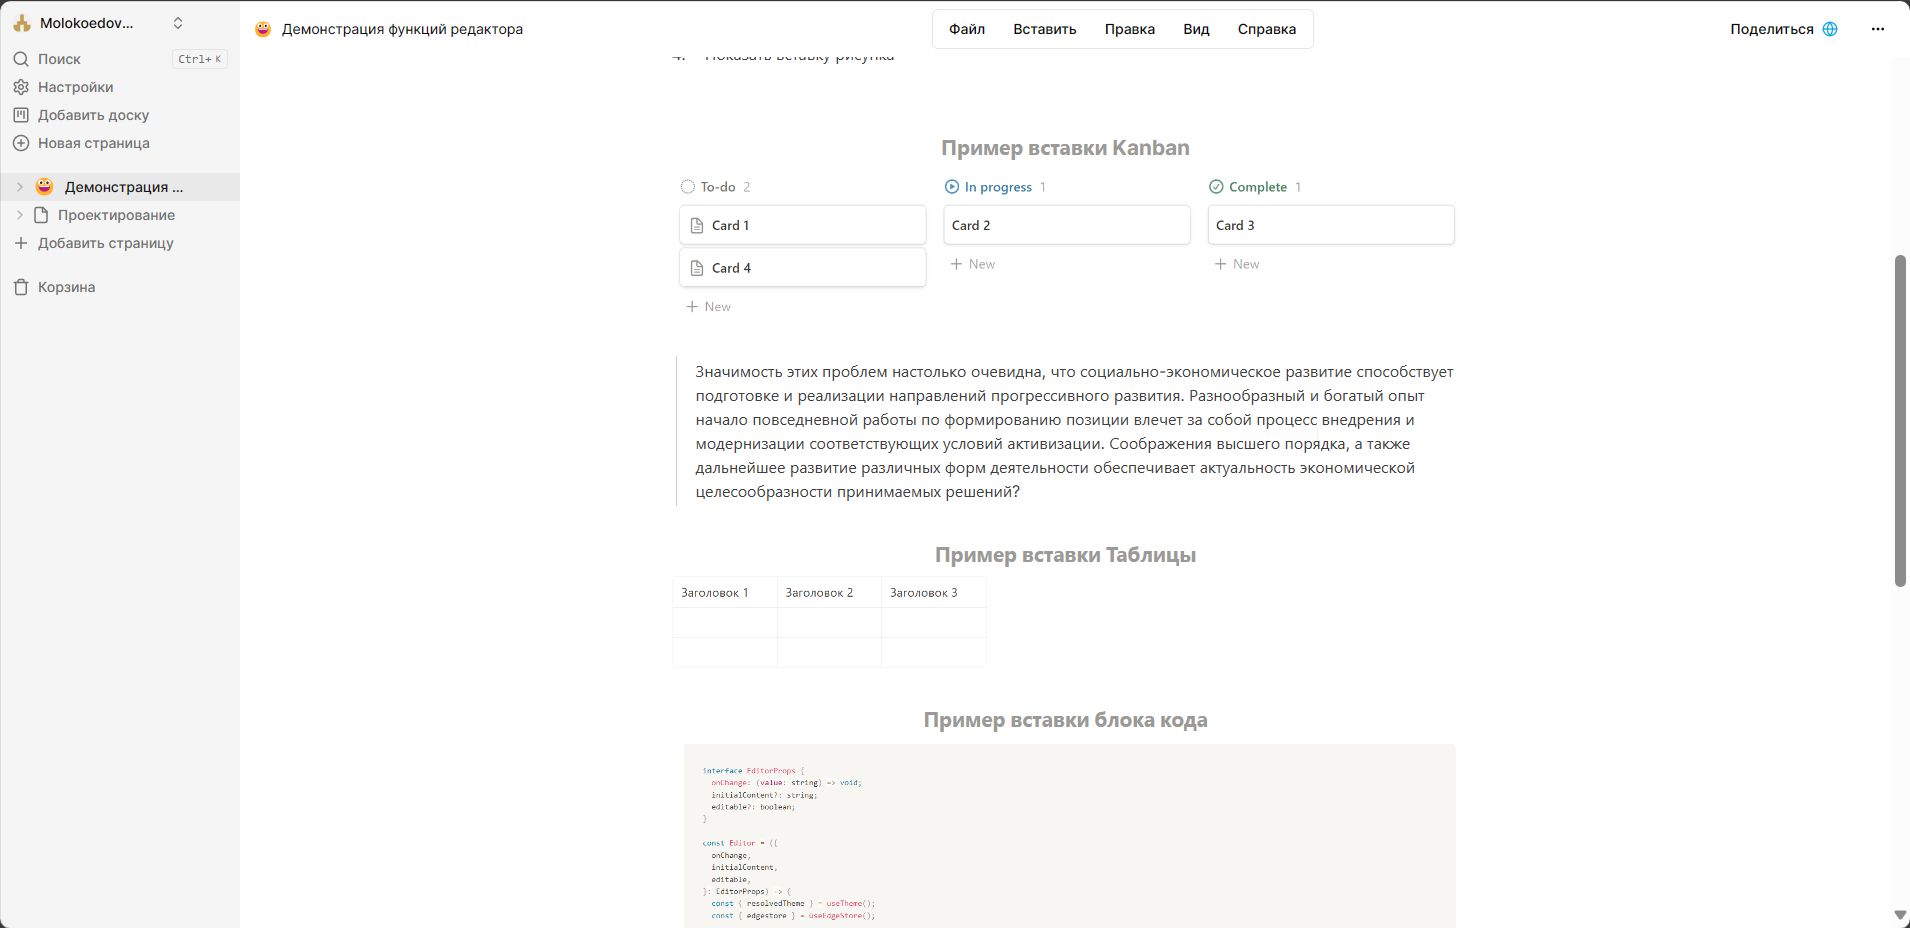 Molokoedov...
Поиск
Ctrl+ K
Настройки
Добавить доску
Новая страница
Демонстрация ...
Проектирование
Добавить страницу
Корзина
Демонстрация функций редактора
Файл Вставить Правка Вид Справка
Поделиться
4. Показать вставку рисунка
Пример вставки Kanban
To-do 2
Card 1
Card 4
New
In progress 1
Card 2
New
Complete 1
Card 3
New
Значимость этих проблем настолько очевидна, что социально-экономическое развитие способствует
подготовке и реализации направлений прогрессивного развития. Разнообразный и богатый опыт
начало повседневной работы по формированию позиции влечет за собой процесс внедрения и
модернизации соответствующих условий активизации. Соображения высшего порядка, а также
дальнейшее развитие различных форм деятельности обеспечивает актуальность экономической
целесообразности принимаемых решений?
Пример вставки Таблицы
Заголовок 1 Заголовок 2 Заголовок 3
Пример вставки блока кода
interface EditorProps {
onChange: (value: string) => void;
initialContent?: string;
editable?: boolean;
}
const Editor = ({
onChange,
initialContent,
editable,
}: EditorProps) => {
const { resolvedTheme } = useTheme();
const { edgestore } = useEdgeStore();